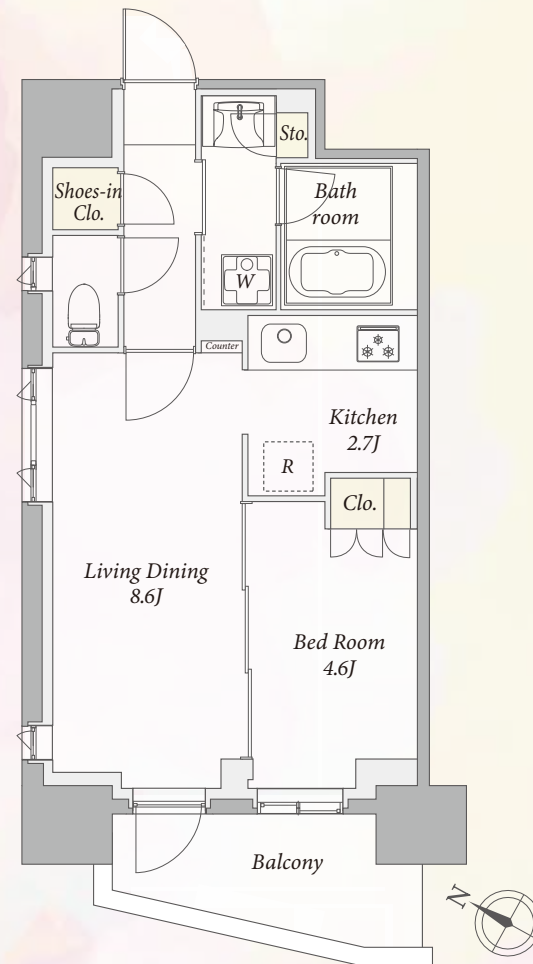 Sto.
Shoes-in
Clo.
Bath
room
W
Counter
Kitchen
2.7J
R
Clo.
Living Dining
8.6J
Bed Room
4.6J
Balcony
N